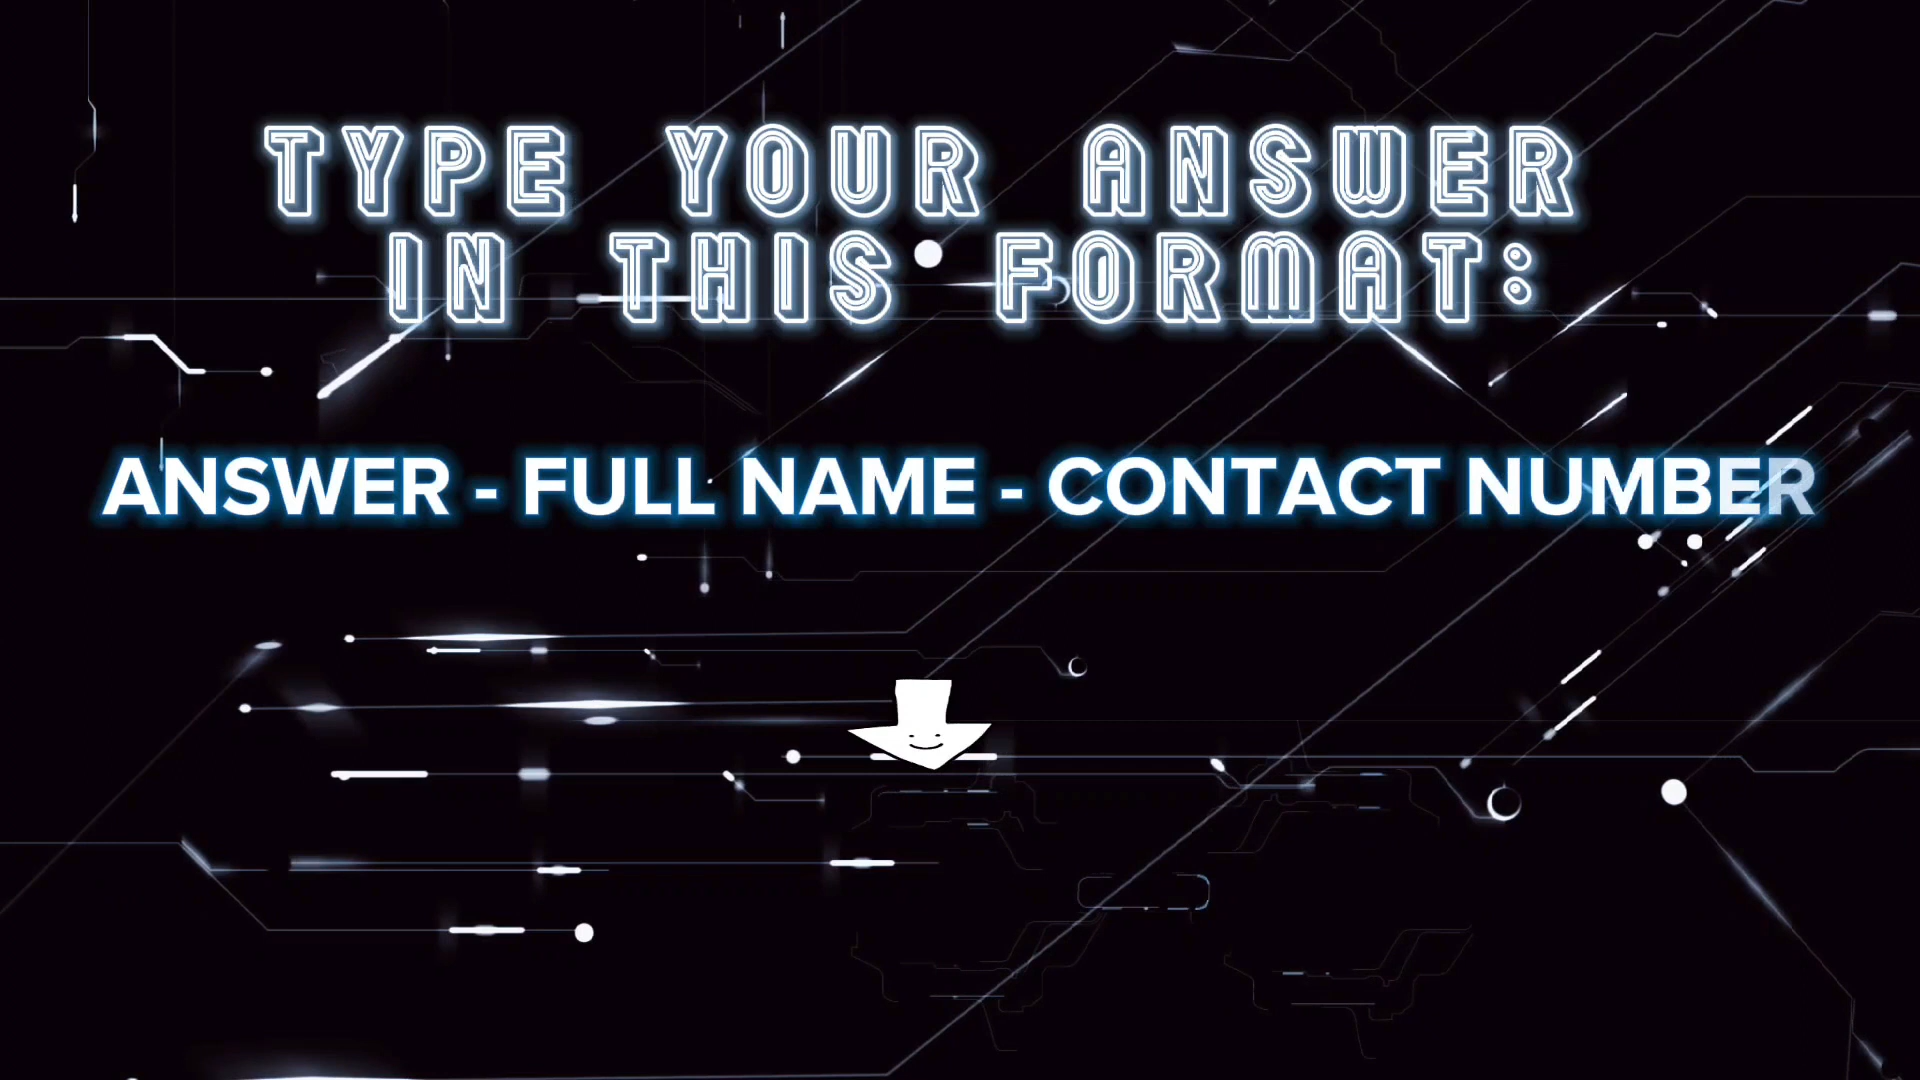 TYPE YOUR ANSWER
IN THIS FORMAT:
ANSWER - FULL NAME - CONTACT NUMBER